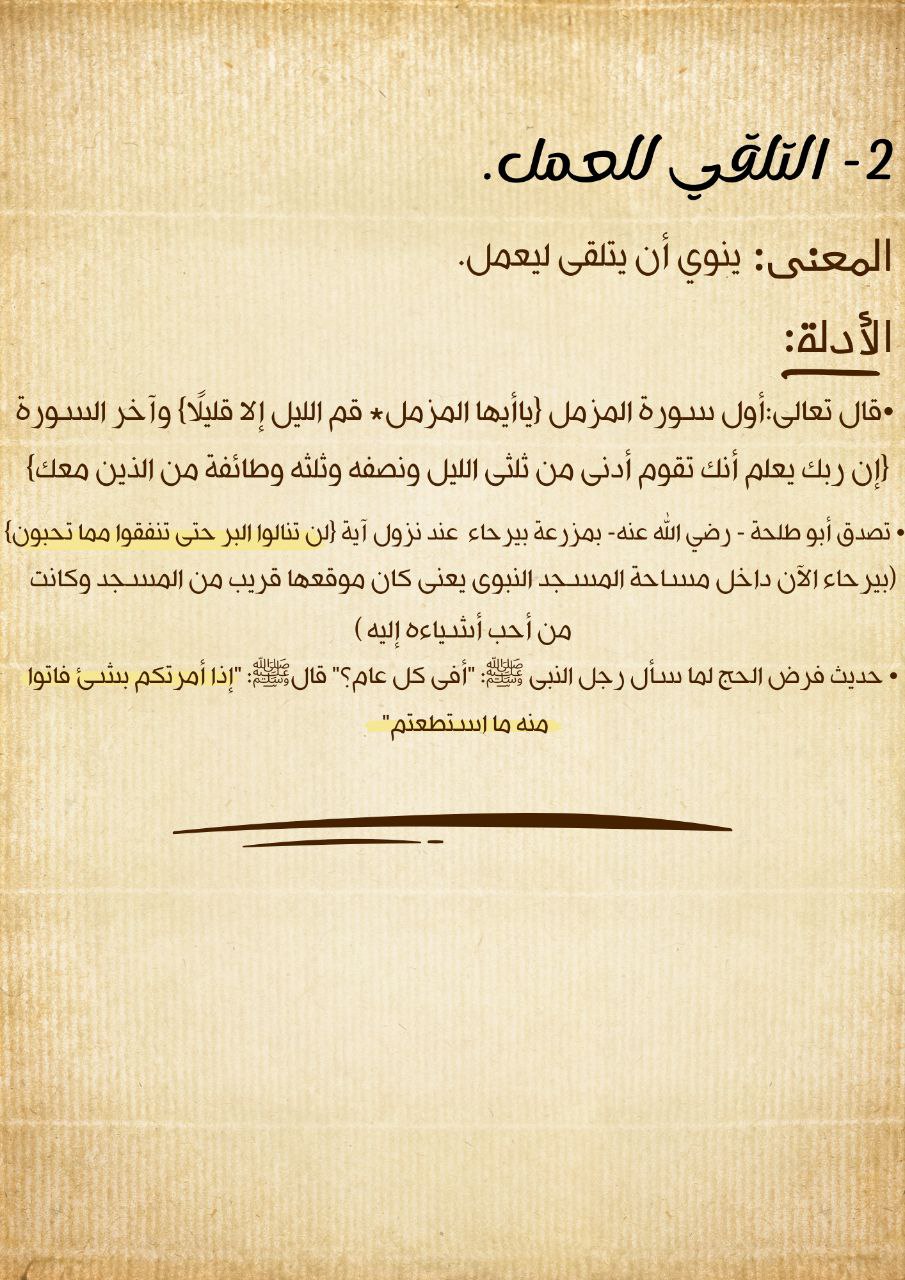 2- التلقي للعمل.
المعنى: ينوي أن يتلقى ليعمل.
الأدلة:
•قال تعالى:أول سورة المزمل {ياأيها المزمل* قم الليل إلا قليلًا} وآخر السورة
{إن ربك يعلم أنك تقوم أدنى من ثلثى الليل ونصفه وثلثه وطائفة من الذين معك}
• تصدق أبو طلحة - رضي الله عنه- بمزرعة بيرحاء عند نزول آية {لن تنالوا البر حتى تنفقوا مما تحبون}
(بيرحاء الآن داخل مساحة المسجد النبوى يعنى كان موقعها قريب من المسجد وكانت
من أحب أشياءه إليه )
• حديث فرض الحج لما سأل رجل النبى ﷺ: "أفى كل عام؟" قالﷺ: "إذا أمرتكم بشئ فاتوا
منه ما استطعتم"